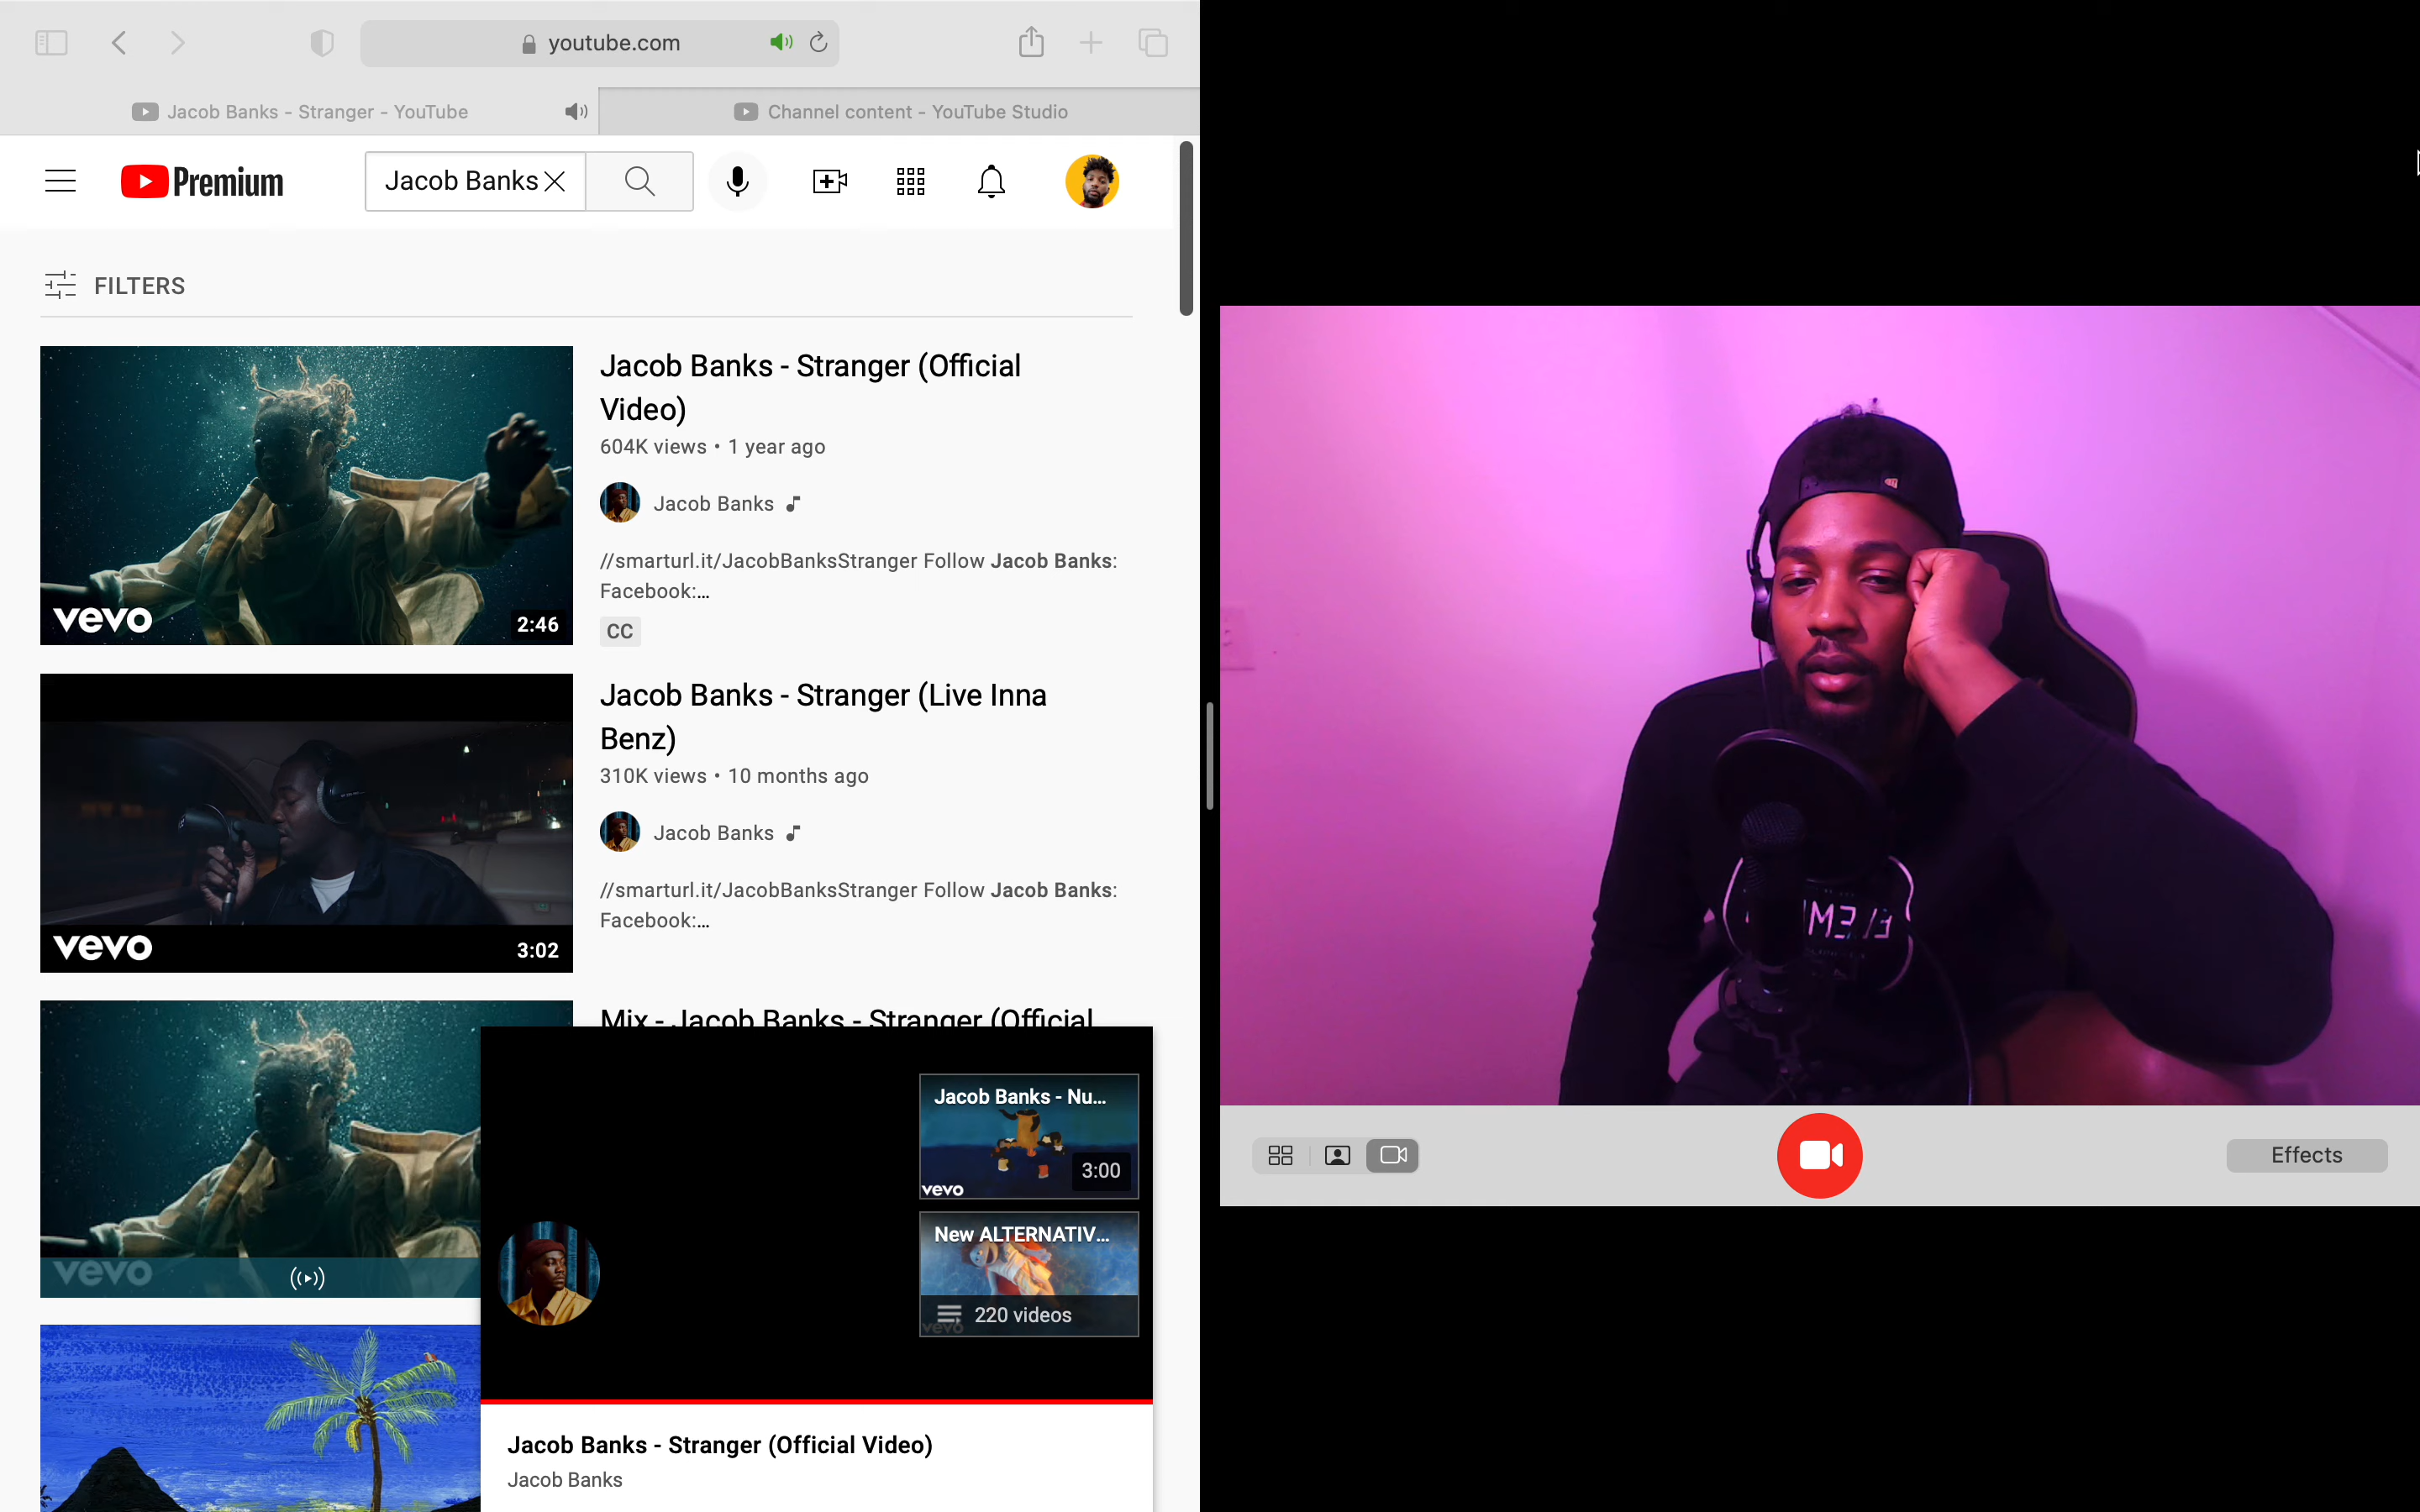 youtube.com
Jacob Banks - Stranger - YouTube
Channel content - YouTube Studio
Premium
Jacob Banks
FILTERS
Jacob Banks - Stranger (Official
Video)
604K views • 1 year ago
Jacob Banks
//smarturl.it/JacobBanksStranger Follow Jacob Banks:
Facebook:...
CC
vevo
2:46
Jacob Banks - Stranger (Live Inna
Benz)
310K views • 10 months ago
Jacob Banks
//smarturl.it/JacobBanksStranger Follow Jacob Banks:
Facebook:...
vevo
3:02
Mix - Jacob Banks - Stranger (Official
vevo
Jacob Banks - Nu...
3:00
vevo
New ALTERNATIV...
220 videos
vevo
Jacob Banks - Stranger (Official Video)
Jacob Banks
Effects